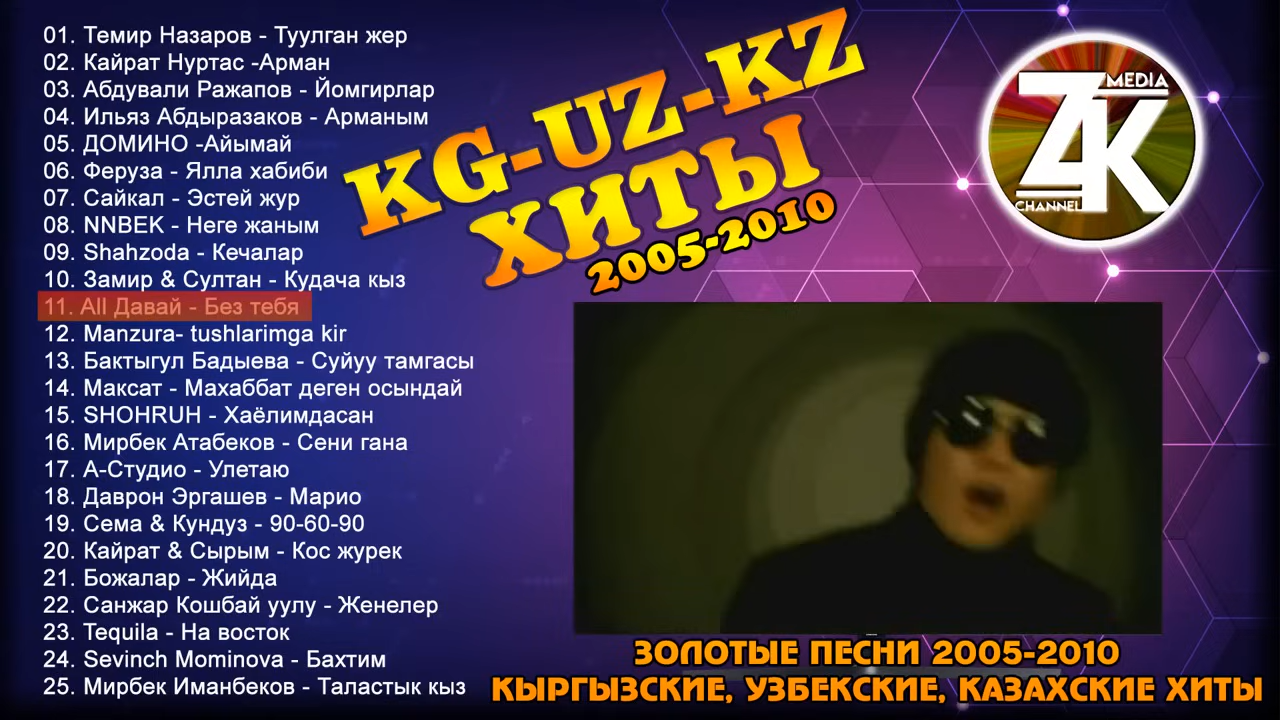 01. Темир Назаров - Туулган жер
02. Кайрат Нуртас -Арман
03. Абдували Ражапов - Йомгирлар
04. Ильяз Абдыразаков - Арманым
05. ДОМИНО -Айымай
06. Феруза - Ялла хабиби
07. Сайкал - Эстей жур
08. NNBEK - Неге жаным
09. Shahzoda - Кечалар
10. Замир & Султан - Кудача кыз
11. All Давай - Без тебя
12. Manzura- tushlarimga kir
13. Бактыгул Бадыева - Суйуу тамгасы
14. Максат - Махаббат деген осындай
15. SHOHRUH - Хаёлимдасан
16. Мирбек Атабеков - Сени гана
17. А-Студио - Улетаю
18. Даврон Эргашев - Марио
19. Сема & Кундуз - 90-60-90
20. Кайрат & Сырым - Кос журек
21. Божалар - Жийда
22. Санжар Кошбай уулу - Женелер
23. Tequila - На восток
24. Sevinch Mominova - Бахтим
25. Мирбек Иманбеков - Таластык кыз
KG-UZ-KZ
ХИТЫ
2005-2010
ZK
MEDIA
CHANNEL
ЗОЛОТЫЕ ПЕСНИ 2005-2010
КЫРГЫЗСКИЕ, УЗБЕКСКИЕ, КАЗАХСКИЕ ХИТЫ